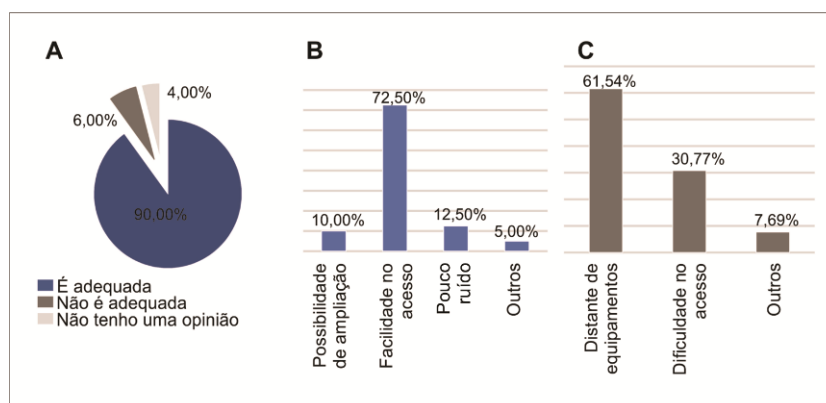 A
4,00%
6,00%
90,00%
É adequada
Não é adequada
Não tenho uma opinião
B
72,50%
10,00%
12,50%
5,00%
Possibilidade
de ampliação
Facilidade no
acesso
Pouco
ruído
Outros
C
61,54%
30,77%
7,69%
Distante de
equipamentos
Dificuldade no
acesso
Outros